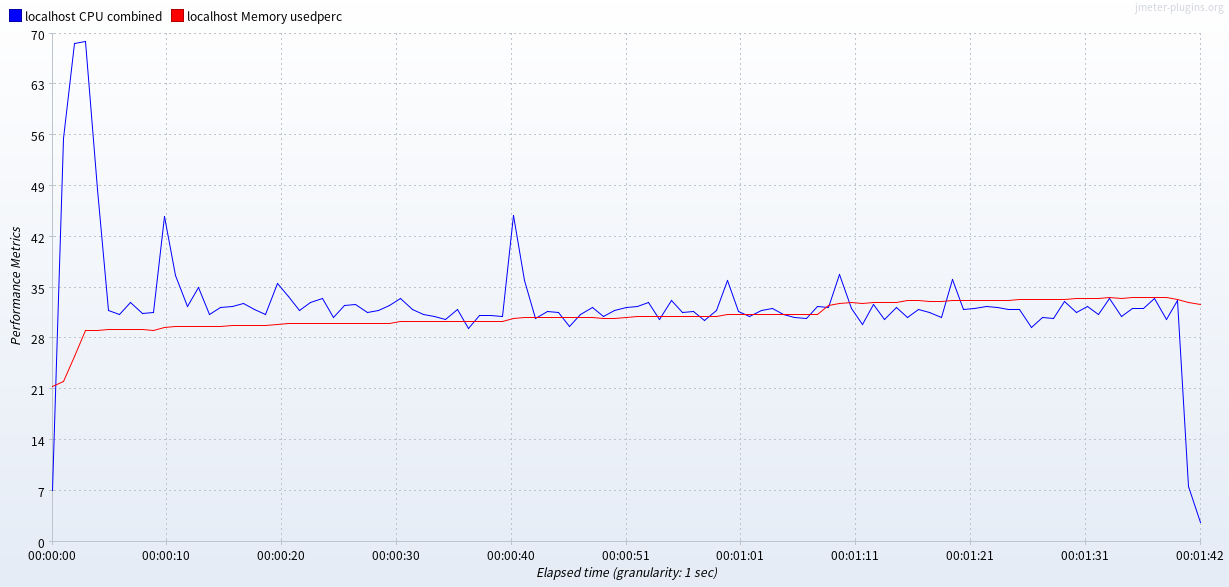 jmeter-plugins.org
localhost CPU combined localhost Memory usedperc
70
63
56
49
42
35
28
21
14
7
0
Performance Metrics
00:00:00 00:00:10 00:00:20 00:00:30 00:00:40 00:00:51 00:01:01 00:01:11 00:01:21 00:01:31 00:01:42
Elapsed time (granularity: 1 sec)